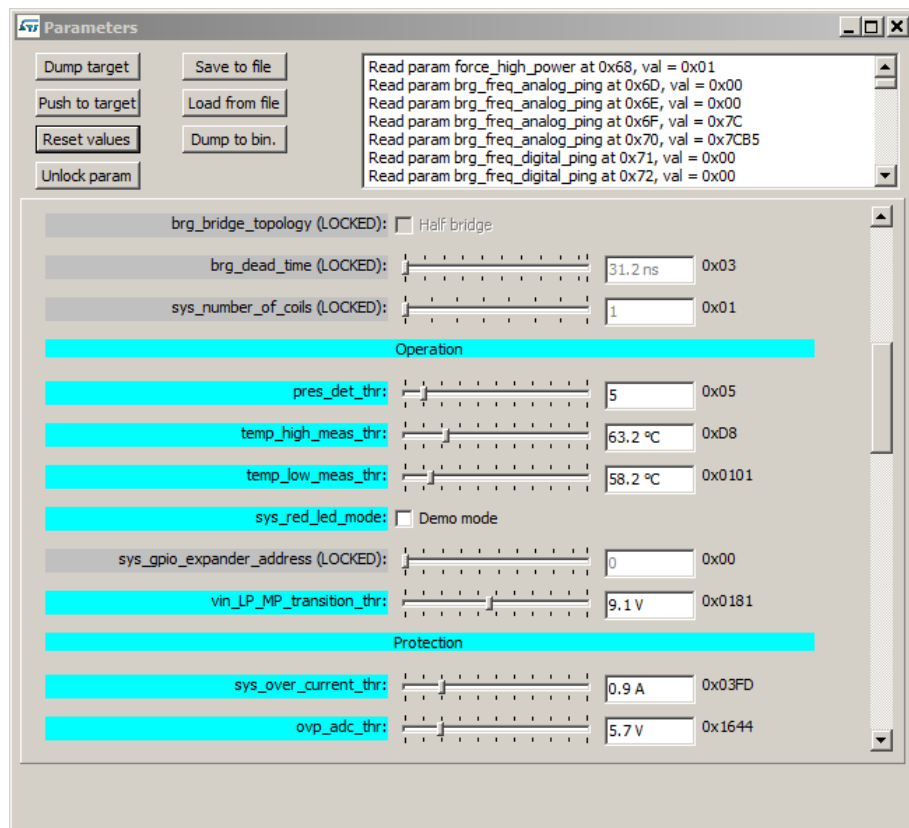 Parameters
Dump target
Save to file
Push to target
Load from file
Reset values
Dump to bin.
Unlock param
Read param force_high_power at 0x68, val = 0x01
Read param brg_freq_analog_ping at 0x6D, val = 0x00
Read param brg_freq_analog_ping at 0x6E, val = 0x00
Read param brg_freq_analog_ping at 0x6F, val = 0x7C
Read param brg_freq_analog_ping at 0x70, val = 0x7CB5
Read param brg_freq_digital_ping at 0x71, val = 0x00
Read param brg_freq_digital_ping at 0x72, val = 0x00
brg_bridge_topology (LOCKED): Half bridge
brg_dead_time (LOCKED): 31.2 ns 0x03
sys_number_of_coils (LOCKED): 1 0x01
Operation
pres_det_thr: 5 0x05
temp_high_meas_thr: 63.2 °C 0xD8
temp_low_meas_thr: 58.2 °C 0x0101
sys_red_led_mode: Demo mode
sys_gpio_expander_address (LOCKED): 0 0x00
vin_LP_MP_transition_thr: 9.1 V 0x0181
Protection
sys_over_current_thr: 0.9 A 0x03FD
ovp_adc_thr: 5.7 V 0x1644